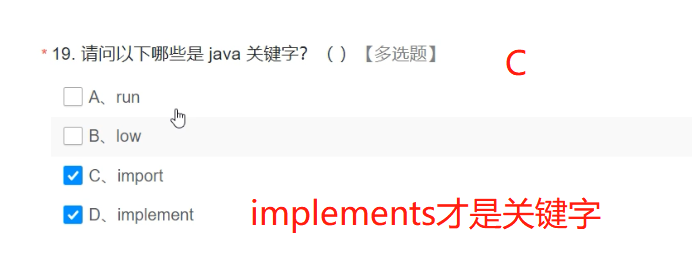 * 19. 请问以下哪些是 java 关键字？（ ）【多选题】
C
A、run
B、low
C、import
D、implement
implements才是关键字